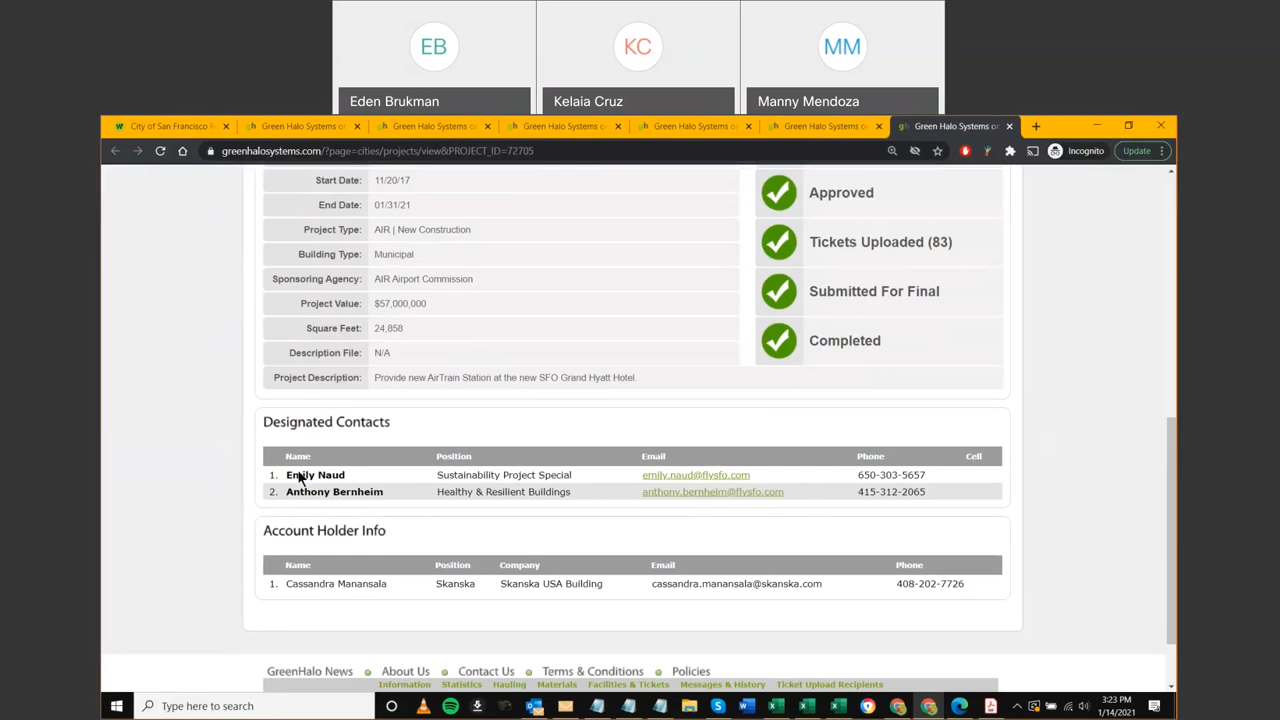 EB
KC
MM
Eden Brukman
Kelaia Cruz
Manny Mendoza
City of San Francisco
Green Halo Systems or
Green Halo Systems or
Green Halo Systems or
Green Halo Systems or
Green Halo Systems or
Green Halo Systems or
greenhalosystems.com/?page=cities/projects/view&PROJECT_ID=72705
Incognito
Update
Start Date: 11/20/17
End Date: 01/31/21
Project Type: AIR | New Construction
Building Type: Municipal
Sponsoring Agency: AIR Airport Commission
Project Value: $57,000,000
Square Feet: 24,858
Description File: N/A
Project Description: Provide new AirTrain Station at the new SFO Grand Hyatt Hotel.
Approved
Tickets Uploaded (83)
Submitted For Final
Completed
Designated Contacts
Name Position Email Phone Cell
1. Emily Naud Sustainability Project Special emily.naud@flysfo.com 650-303-5657
2. Anthony Bernheim Healthy & Resilient Buildings anthony.bernheim@flysfo.com 415-312-2065
Account Holder Info
Name Position Company Email Phone
1. Cassandra Manansala Skanska Skanska USA Building cassandra.manansala@skanska.com 408-202-7726
GreenHalo News About Us Contact Us Terms & Conditions Policies
Information Statistics Hauling Materials Facilities & Tickets Messages & History Ticket Upload Recipients
Type here to search
3:23 PM
1/14/2021